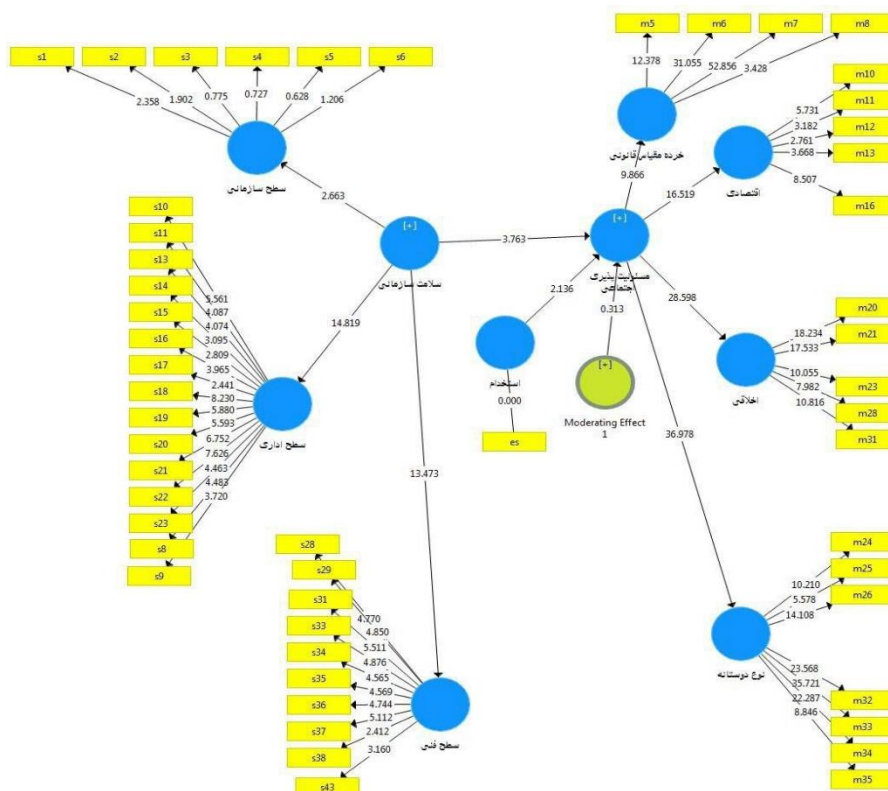 s1
s2
s3
s4
s5
s6
2.358
1.902
0.775
0.727
0.628
1.206
سطح سازمانی
2.663
m5
m6
m7
m8
12.378
31.055
52.856
3.428
خرده مقیاس قانونی
9.866
m10
m11
m12
m13
m16
5.731
3.182
2.761
3.668
8.507
اقتصادی
16.519
[+]
سلامت سازمانی
3.763
[+]
مسئولیت پذیری
اجتماعی
2.136
0.313
28.598
36.978
استخدام
0.000
es
[+]
Moderating Effect
1
s10
s11
s13
s14
s15
s16
s17
s18
s19
s20
s21
s22
s23
s8
s9
5.561
4.087
4.074
3.095
2.809
3.965
2.441
8.230
5.880
5.593
6.752
7.626
4.463
4.483
3.720
سطح اداری
14.819
13.473
m20
m21
m23
m28
m31
18.234
17.533
10.055
7.982
10.816
اخلاقی
s28
s29
s31
s33
s34
s35
s36
s37
s38
s43
4.770
4.850
5.511
4.876
4.565
4.569
4.744
5.112
2.412
3.160
سطح فنی
m24
m25
m26
10.210
5.578
14.108
نوع دوستانه
23.568
35.721
22.287
8.846
m32
m33
m34
m35